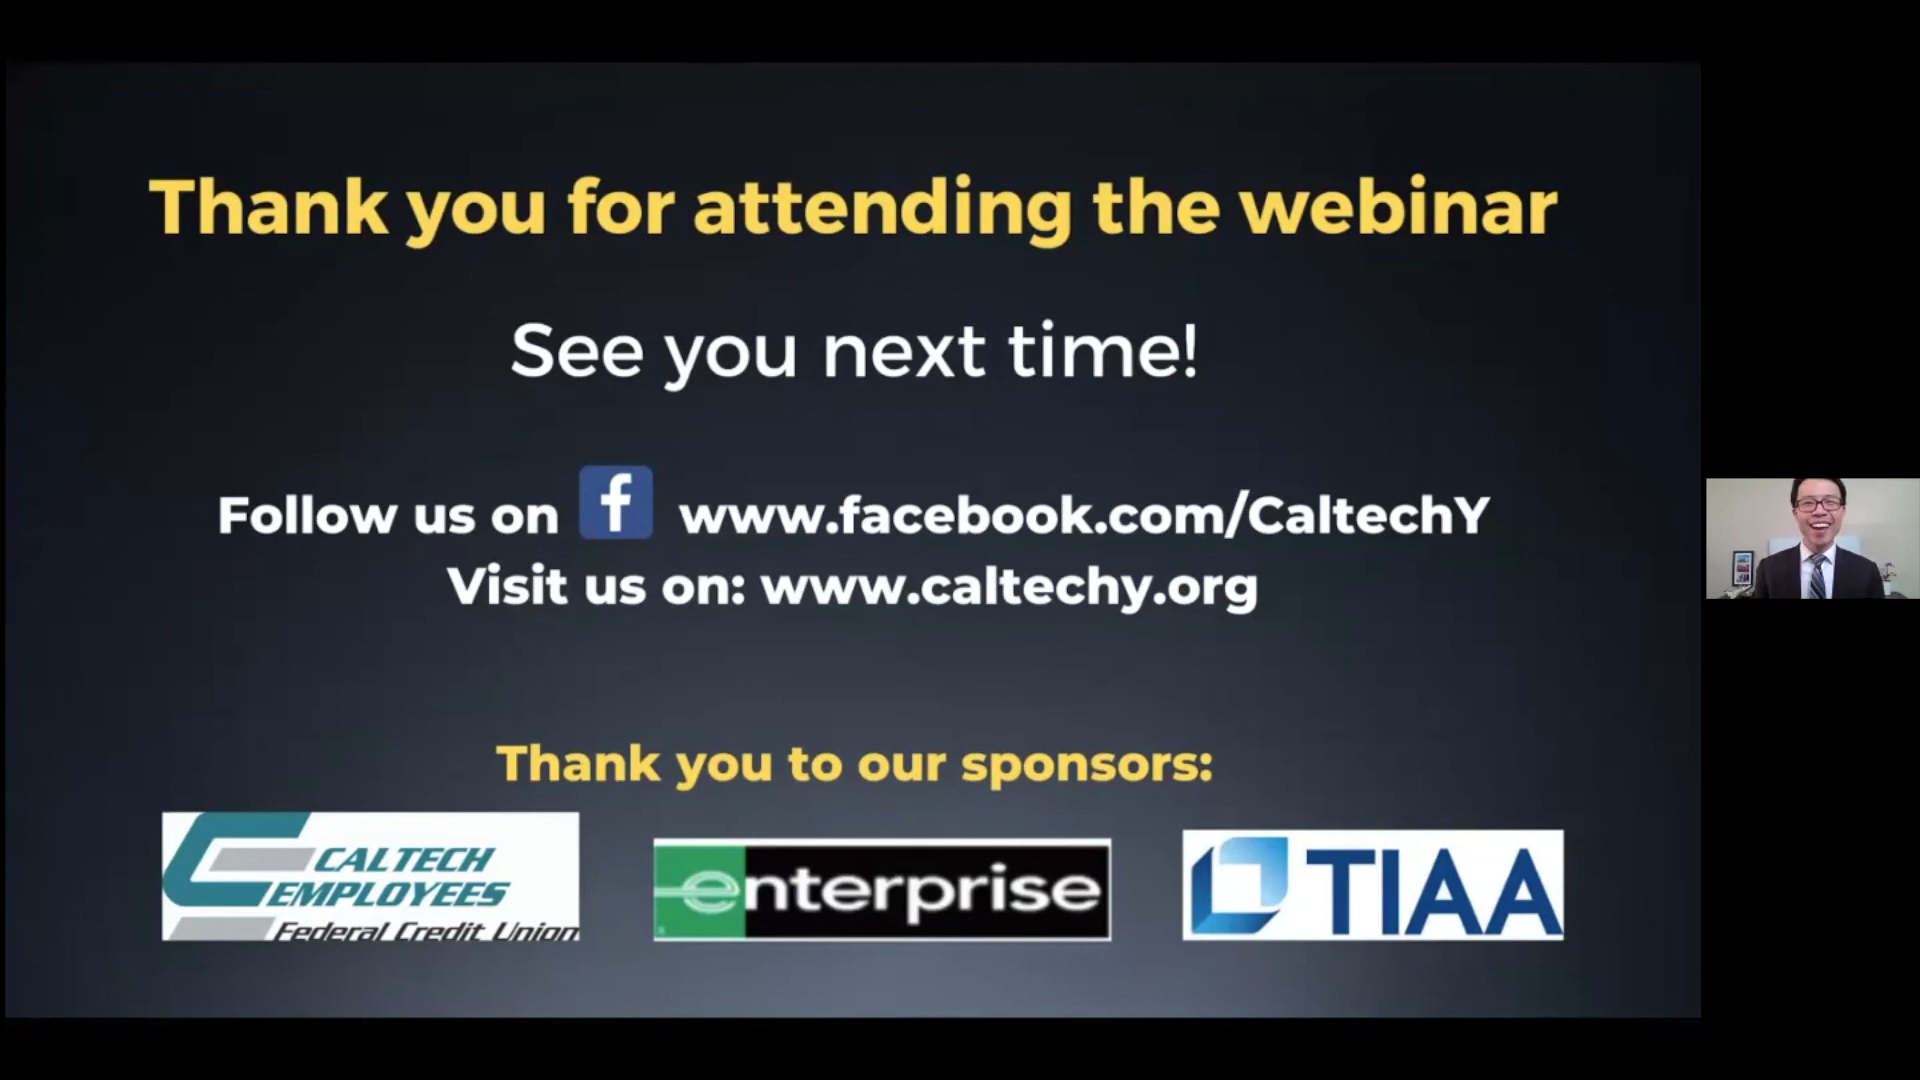 Thank you for attending the webinar
See you next time!
Follow us on f www.facebook.com/CaltechY
Visit us on: www.caltechy.org
Thank you to our sponsors:
CALTECH
EMPLOYEES
Federal Credit Union
enterprise
TIAA